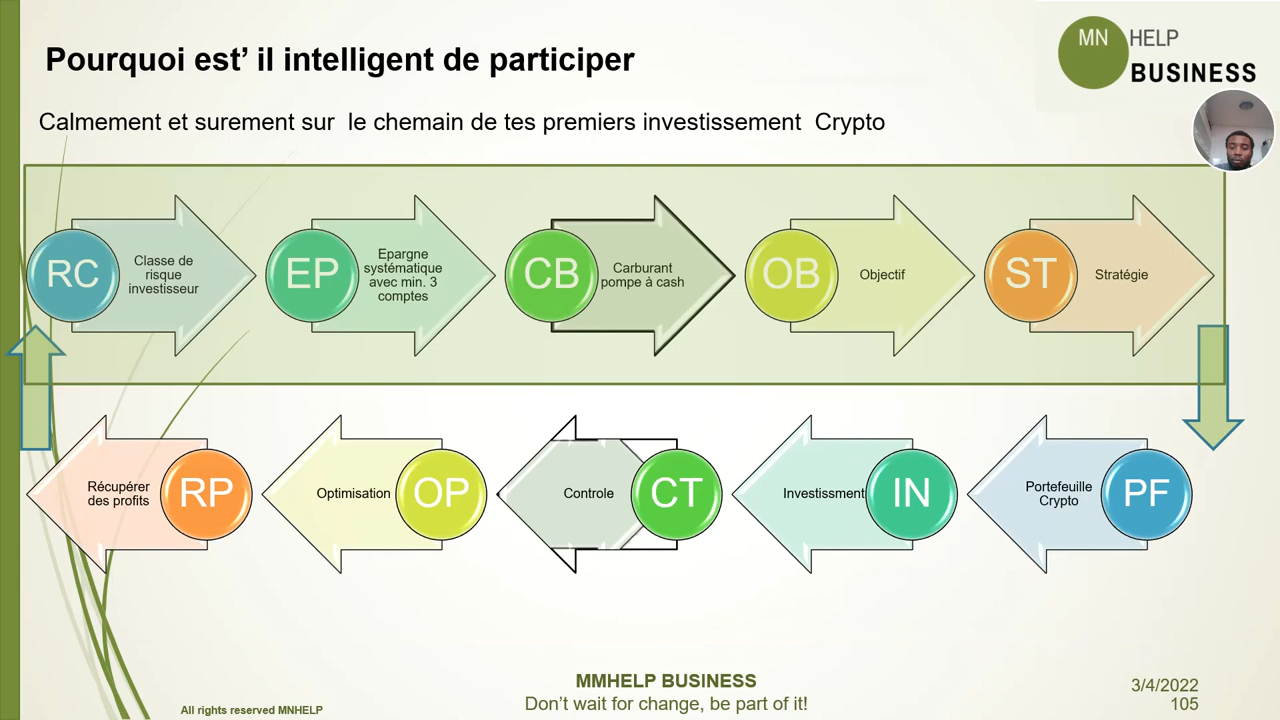 Pourquoi est’ il intelligent de participer
MN HELP
BUSINESS
Calmement et surement sur le chemain de tes premiers investissement Crypto
RC
Classe de
risque
investisseur
EP
Epargne
systématique
avec min. 3
comptes
CB
Carburant
pompe à cash
OB
Objectif
ST
Stratégie
Récupérer
des profits
RP
Optimisation
OP
Controle
CT
Investissment
IN
Portefeuille
Crypto
PF
MMHELP BUSINESS
Don’t wait for change, be part of it!
All rights reserved MNHELP
3/4/2022
105